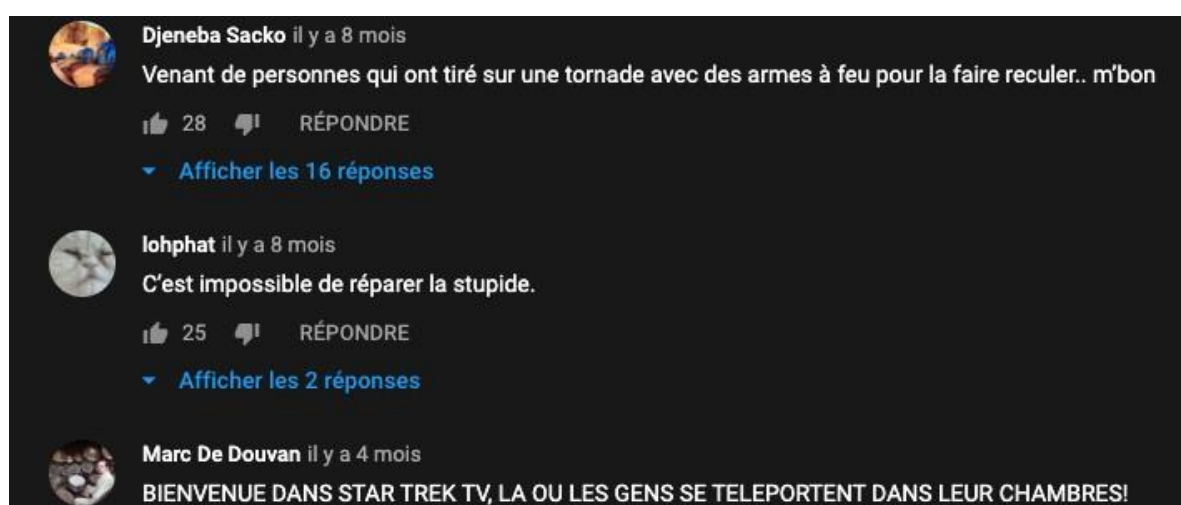 Djeneba Sacko il y a 8 mois
Venant de personnes qui ont tiré sur une tornade avec des armes à feu pour la faire reculer.. m'bon
28 RÉPONDRE
Afficher les 16 réponses
lohphat il y a 8 mois
C'est impossible de réparer la stupide.
25 RÉPONDRE
Afficher les 2 réponses
Marc De Douvan il y a 4 mois
BIENVENUE DANS STAR TREK TV, LA OU LES GENS SE TELEPORTENT DANS LEUR CHAMBRES!